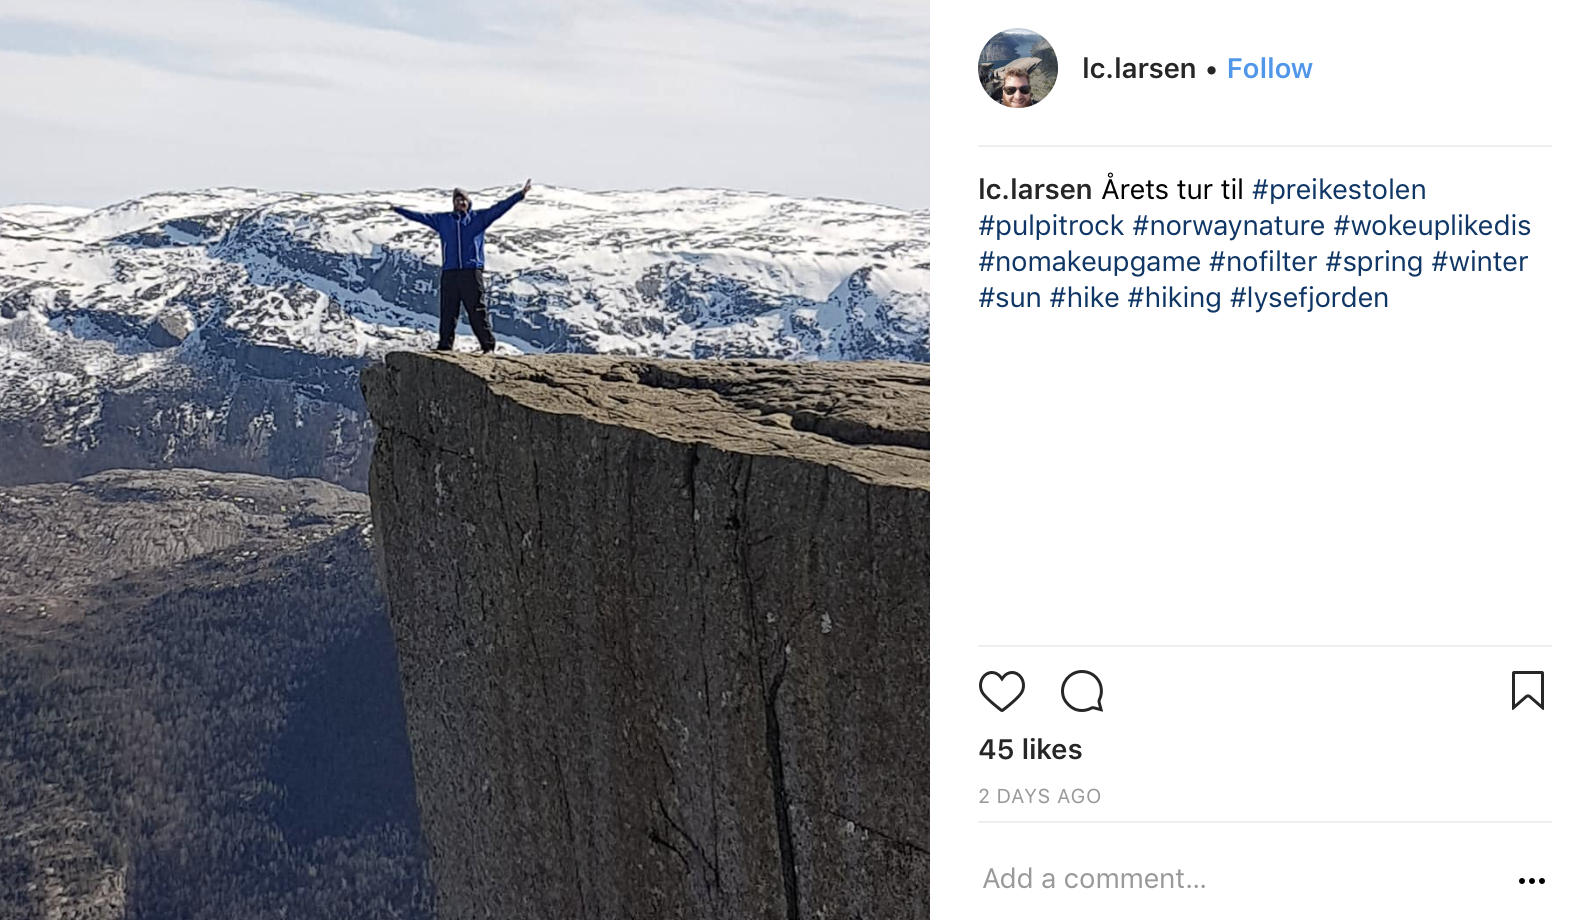 lc.larsen • Follow
lc.larsen Årets tur til #preikestolen
#pulpitrock #norwaynature #wokeuplikedis
#nomakeupgame #nofilter #spring #winter
#sun #hike #hiking #lysefjorden
45 likes
2 DAYS AGO
Add a comment...